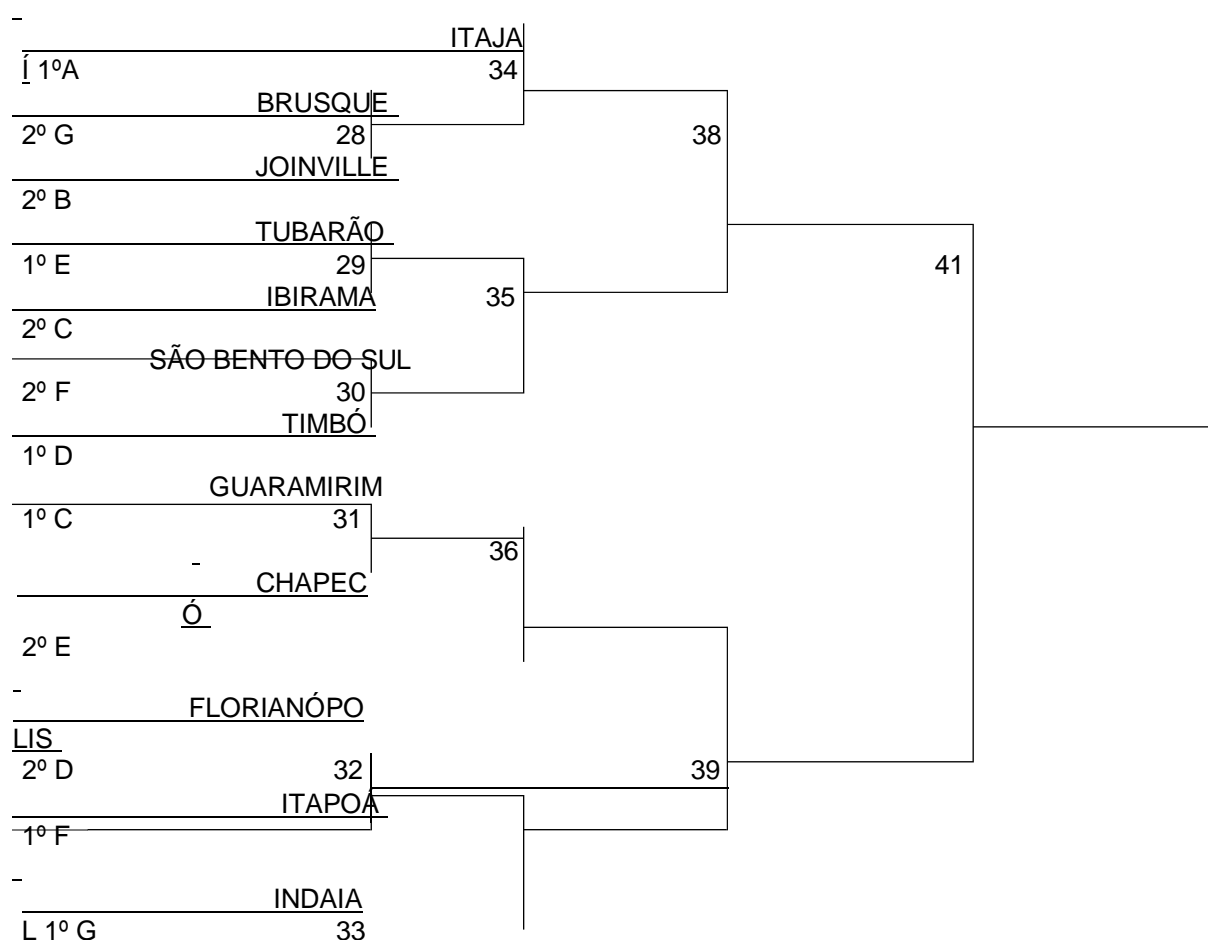 ITAJA
Í 1ºA 34
BRUSQUE
2º G 28 38
JOINVILLE
2º B
TUBARÃO
1º E 29 41
IBIRAMA 35
2º C
SÃO BENTO DO SUL
2º F 30
TIMBÓ
1º D
GUARAMIRIM
1º C 31
36
CHAPEC
Ó
2º E
FLORIANÓPO
LIS
2º D 32 39
ITAPOÁ
1º F
INDAIA
L 1º G 33